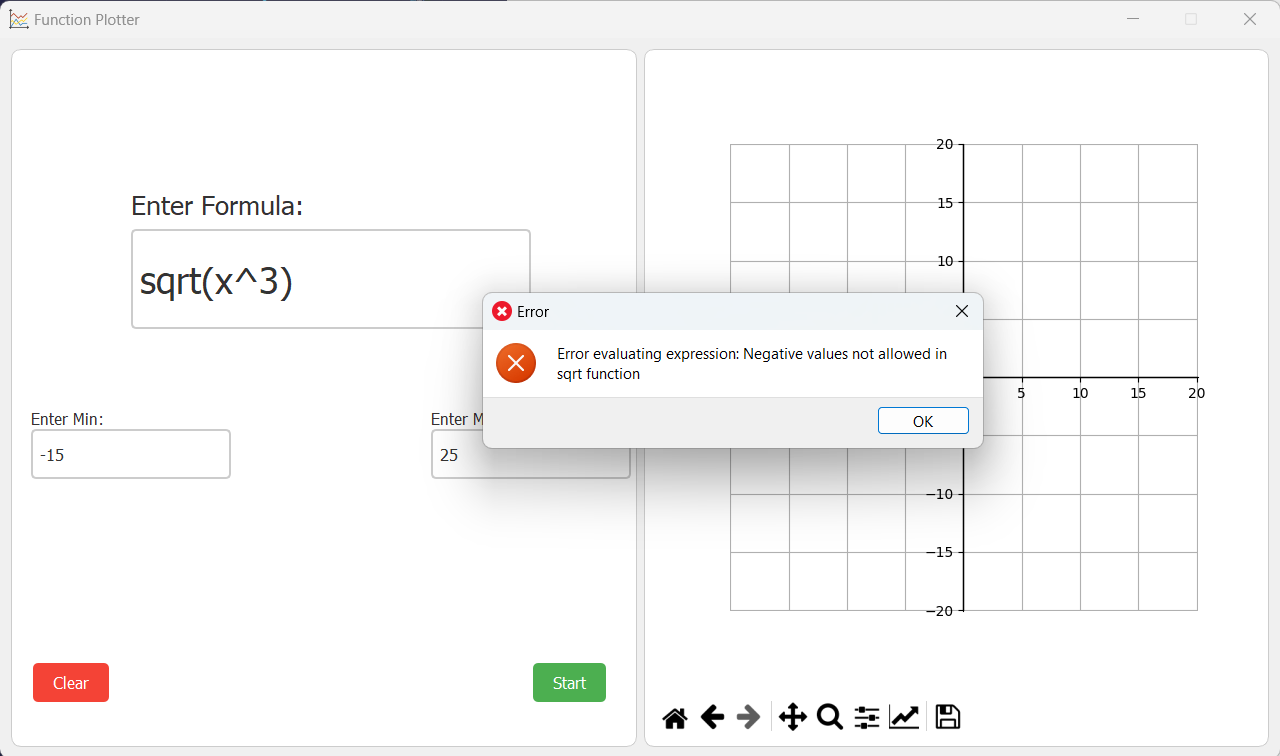 Function Plotter
Enter Formula:
sqrt(x^3)
Enter Min:
-15
Enter M
25
Clear
Start
Error
Error evaluating expression: Negative values not allowed in
sqrt function
OK
20
15
10
5
10
15
20
−10
−15
−20